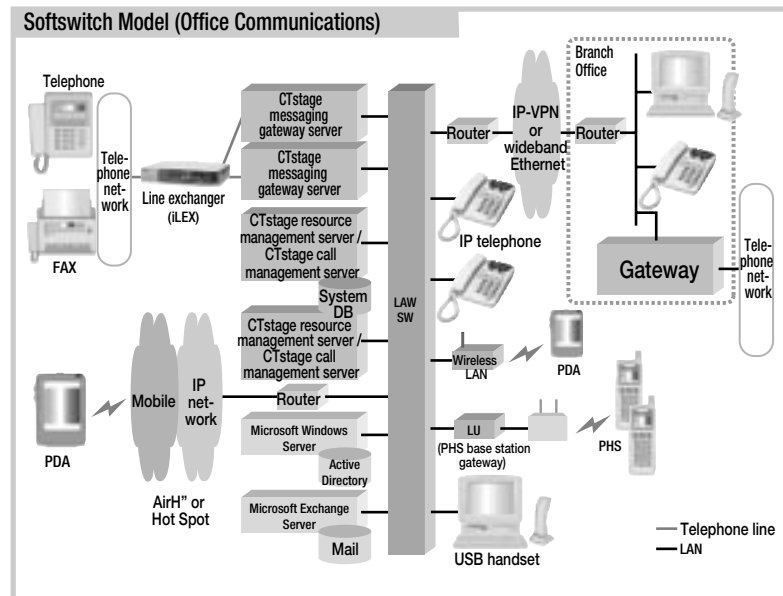 Softswitch Model (Office Communications)
Telephone
Tele-
phone net-
work
FAX
Line exchanger
(iLEX)
CTstage
messaging
gateway server
CTstage
messaging
gateway server
CTstage resource
management server /
CTstage call
management server
System
DB
CTstage resource
management server /
CTstage call
management server
PDA
Mobile
IP
net-
work
AirH" or
Hot Spot
Router
Microsoft Windows
Server
Active
Directory
Microsoft Exchange
Server
Mail
LAW
SW
Router
IP-VPN
or
wideband
Ethernet
Branch
Office
Router
IP telephone
Gateway
Tele-
phone
net-
work
Wireless
LAN
PDA
LU
(PHS base station
gateway)
PHS
USB handset
Telephone line
LAN